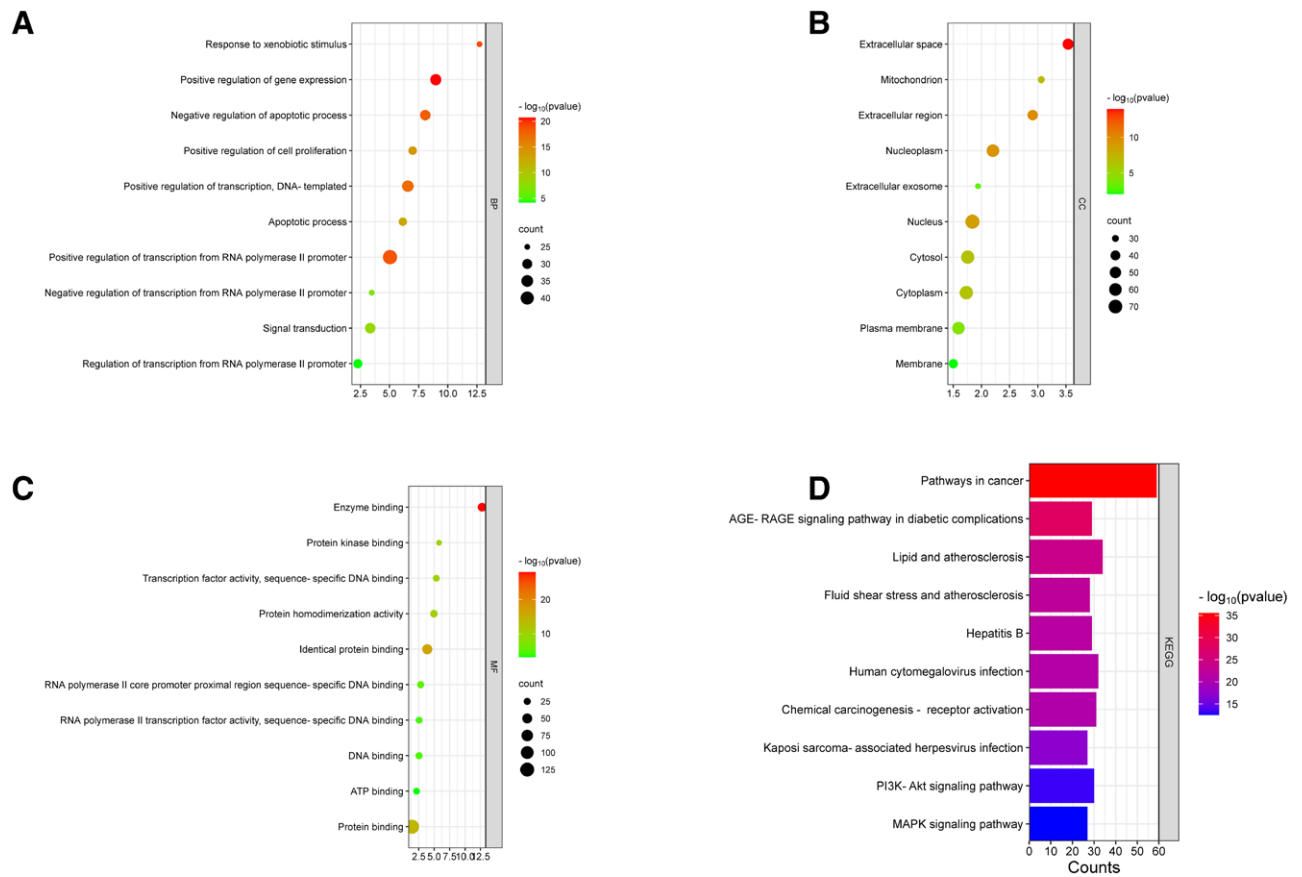 A
Response to xenobiotic stimulus
Positive regulation of gene expression
Negative regulation of apoptotic process
Positive regulation of cell proliferation
Positive regulation of transcription, DNA- templated
Apoptotic process
Positive regulation of transcription from RNA polymerase II promoter
Negative regulation of transcription from RNA polymerase II promoter
Signal transduction
Regulation of transcription from RNA polymerase II promoter
2.5 5.0 7.5 10.0 12.5
BP
- log10(pvalue)
20
15
10
5
count
25
30
35
40
B
Extracellular space
Mitochondrion
Extracellular region
Nucleoplasm
Extracellular exosome
Nucleus
Cytosol
Cytoplasm
Plasma membrane
Membrane
1.5 2.0 2.5 3.0 3.5
CC
- log10(pvalue)
10
5
count
30
40
50
60
70
C
Enzyme binding
Protein kinase binding
Transcription factor activity, sequence- specific DNA binding
Protein homodimerization activity
Identical protein binding
RNA polymerase II core promoter proximal region sequence- specific DNA binding
RNA polymerase II transcription factor activity, sequence- specific DNA binding
DNA binding
ATP binding
Protein binding
2.5 5.0 7.5 10.0 12.5
MF
- log10(pvalue)
20
10
count
25
50
75
100
125
D
Pathways in cancer
AGE- RAGE signaling pathway in diabetic complications
Lipid and atherosclerosis
Fluid shear stress and atherosclerosis
Hepatitis B
Human cytomegalovirus infection
Chemical carcinogenesis - receptor activation
Kaposi sarcoma- associated herpesvirus infection
PI3K- Akt signaling pathway
MAPK signaling pathway
0 10 20 30 40 50 60
Counts
KEGG
- log10(pvalue)
35
30
25
20
15